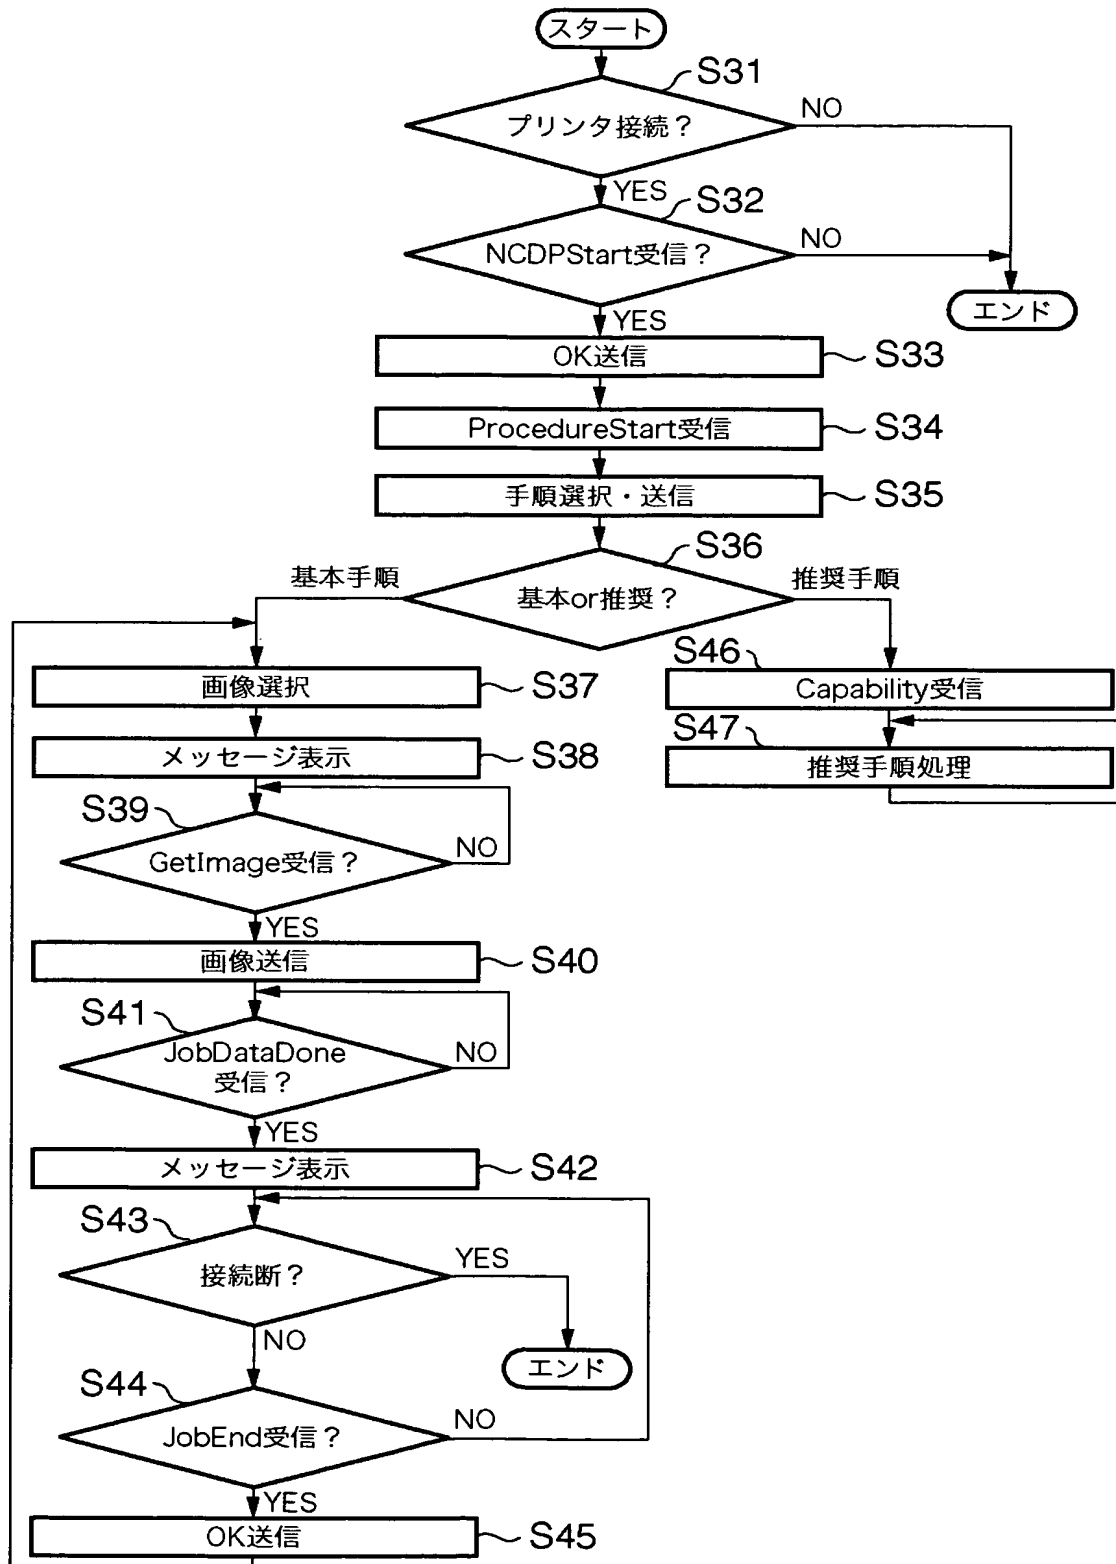 スタート
S31
プリンタ接続?
NO
YES
S32
NCDPStart受信?
NO
エンド
YES
OK送信
S33
ProcedureStart受信
S34
手順選択・送信
S35
S36
基本手順
基本or推奨?
推奨手順
画像選択
S37
メッセージ表示
S38
S39
GetImage受信?
NO
YES
画像送信
S40
S41
JobDataDone
受信?
NO
YES
メッセージ表示
S42
S43
接続断?
YES
NO
エンド
S44
JobEnd受信?
NO
YES
OK送信
S45
S46
Capability受信
S47
推奨手順処理